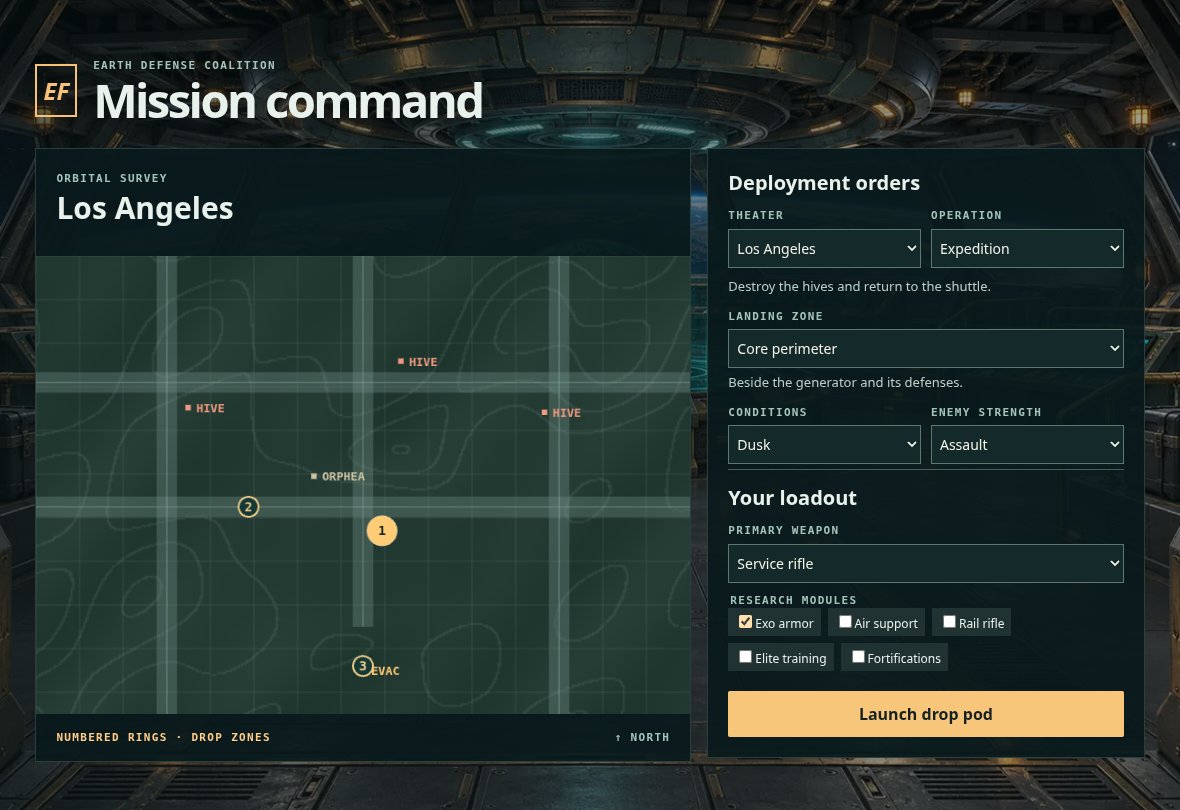 EF
EARTH DEFENSE COALITION
Mission command
ORBITAL SURVEY
Los Angeles
HIVE
HIVE
HIVE
ORPHEA
2
1
3
EVAC
NUMBERED RINGS · DROP ZONES
↑ NORTH
Deployment orders
THEATER
OPERATION
Los Angeles
Expedition
Destroy the hives and return to the shuttle.
LANDING ZONE
Core perimeter
Beside the generator and its defenses.
CONDITIONS
ENEMY STRENGTH
Dusk
Assault
Your loadout
PRIMARY WEAPON
Service rifle
RESEARCH MODULES
Exo armor
Air support
Rail rifle
Elite training
Fortifications
Launch drop pod